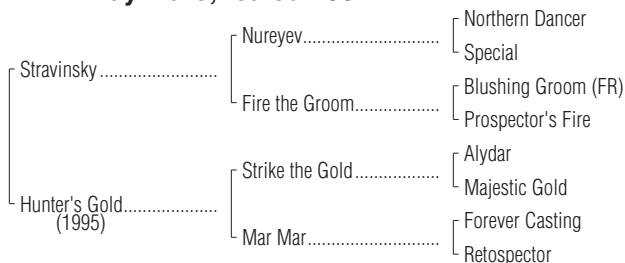 Northern Dancer
Nureyev
Special
Stravinsky
Blushing Groom (FR)
Fire the Groom
Prospector's Fire
Alydar
Strike the Gold
Majestic Gold
Hunter's Gold
(1995)
Forever Casting
Mar Mar
Retospector